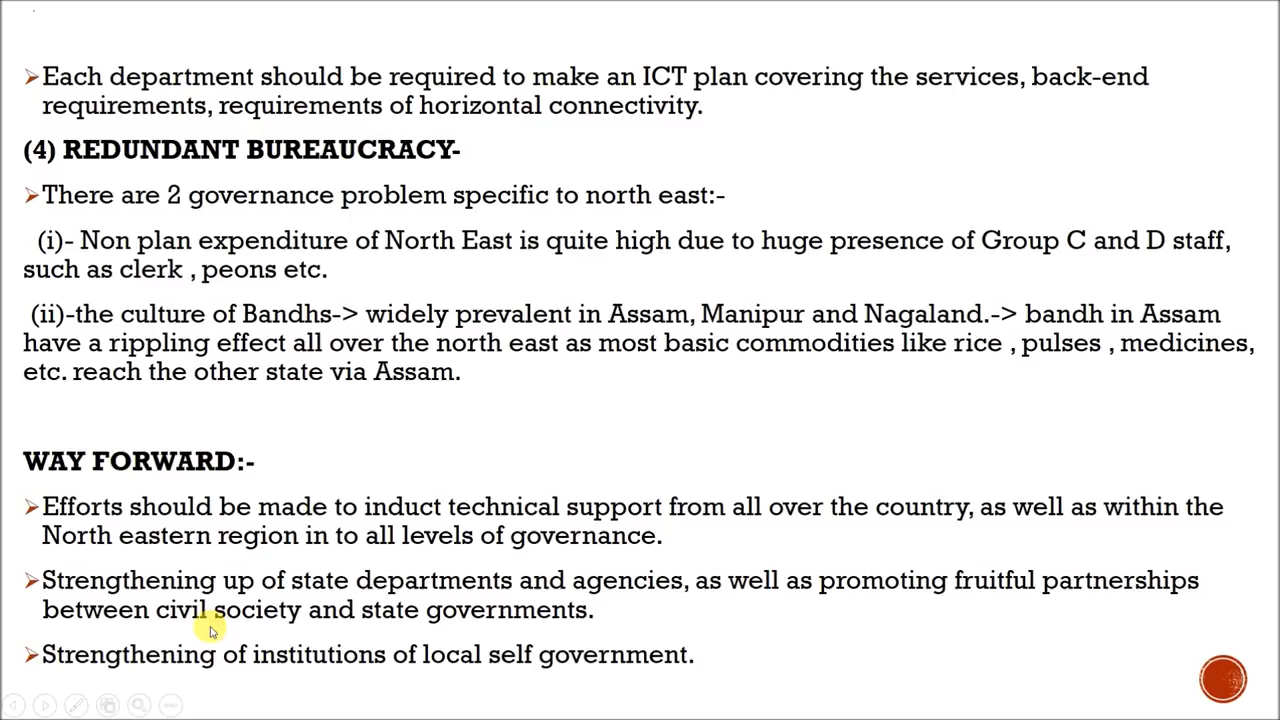 ➢Each department should be required to make an ICT plan covering the services, back-end
requirements, requirements of horizontal connectivity.
(4) REDUNDANT BUREAUCRACY-
➢There are 2 governance problem specific to north east:-
(i)- Non plan expenditure of North East is quite high due to huge presence of Group C and D staff,
such as clerk , peons etc.
(ii)-the culture of Bandhs-> widely prevalent in Assam, Manipur and Nagaland.-> bandh in Assam
have a rippling effect all over the north east as most basic commodities like rice , pulses , medicines,
etc. reach the other state via Assam.
WAY FORWARD:-
➢Efforts should be made to induct technical support from all over the country, as well as within the
North eastern region in to all levels of governance.
➢Strengthening up of state departments and agencies, as well as promoting fruitful partnerships
between civil society and state governments.
➢Strengthening of institutions of local self government.